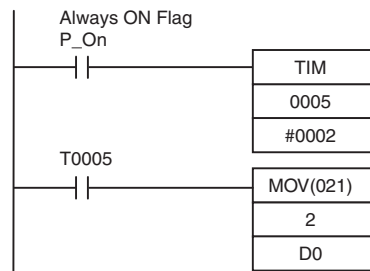 Always ON Flag
P_On
TIM
0005
#0002
T0005
MOV(021)
2
D0